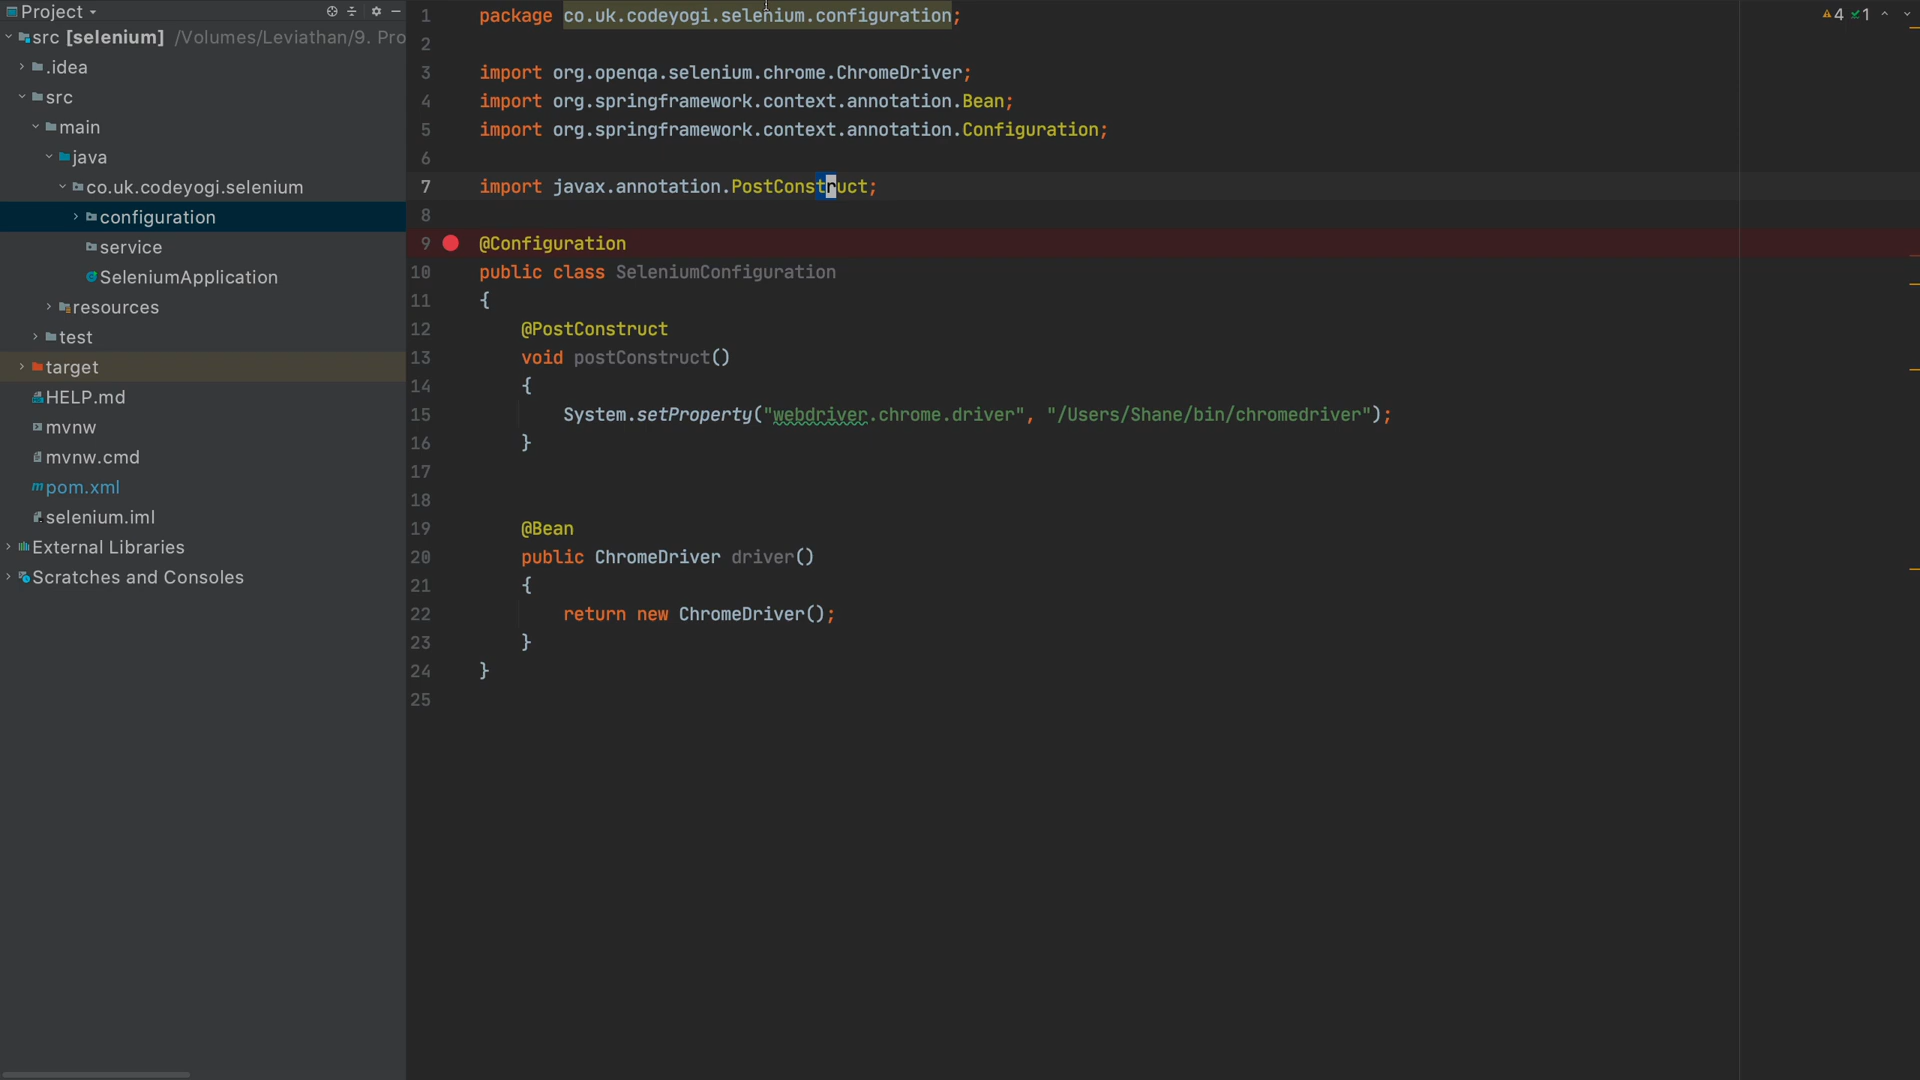 Project
src [selenium] /Volumes/Leviathan/9. Pro
.idea
src
main
java
co.uk.codeyogi.selenium
configuration
service
SeleniumApplication
resources
test
target
HELP.md
mvnw
mvnw.cmd
pom.xml
selenium.iml
External Libraries
Scratches and Consoles
4 1
1 package co.uk.codeyogi.selenium.configuration;
2
3 import org.openqa.selenium.chrome.ChromeDriver;
4 import org.springframework.context.annotation.Bean;
5 import org.springframework.context.annotation.Configuration;
6
7 import javax.annotation.PostConstruct;
8
9 @Configuration
10 public class SeleniumConfiguration
11 {
12 @PostConstruct
13 void postConstruct()
14 {
15 System.setProperty("webdriver.chrome.driver", "/Users/Shane/bin/chromedriver");
16 }
17
18
19 @Bean
20 public ChromeDriver driver()
21 {
22 return new ChromeDriver();
23 }
24 }
25